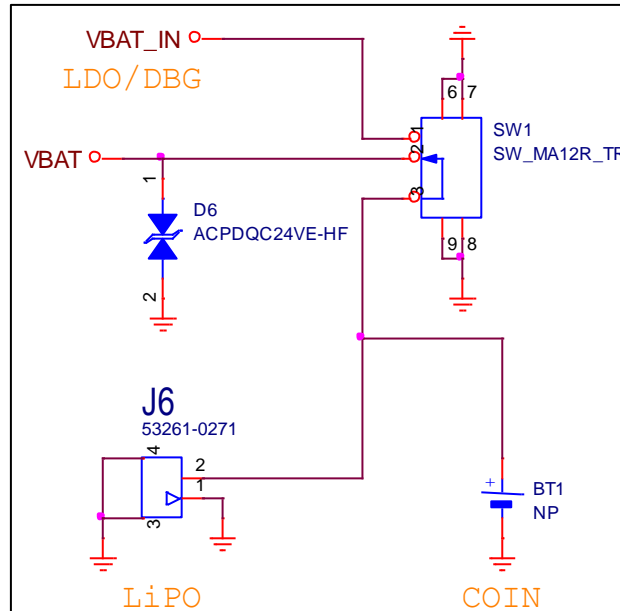 VBAT_IN
LDO/DBG
6 7
1
SW1
SW_MA12R_TR
2
VBAT
3
1
D6
ACPDQC24VE-HF
9 8
2
J6
53261-0271
4
2
1
3
+
BT1
NP
LiPO
COIN